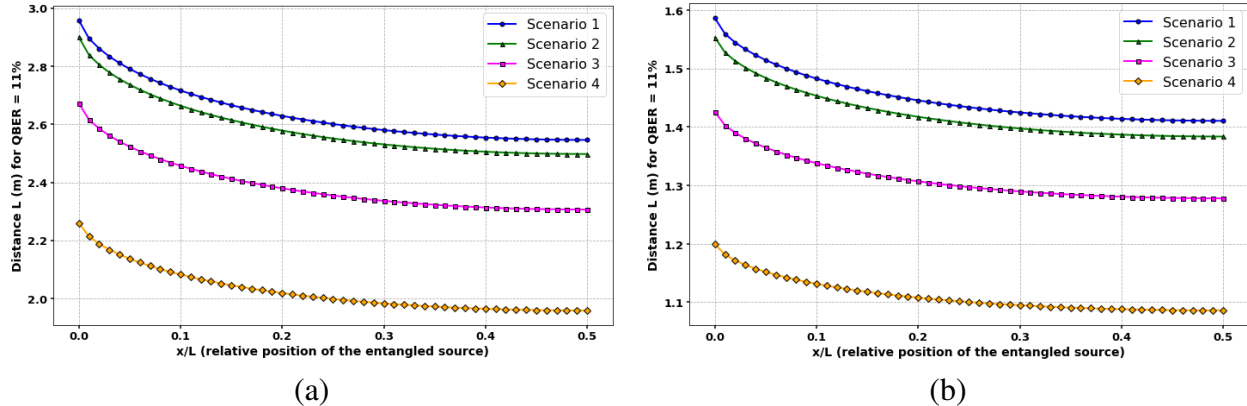 3.0
2.8
2.6
2.4
2.2
2.0
Distance L (m) for QBER = 11%
Scenario 1
Scenario 2
Scenario 3
Scenario 4
0.0 0.1 0.2 0.3 0.4 0.5
x/L (relative position of the entangled source)
(a)
1.6
1.5
1.4
1.3
1.2
1.1
Distance L (m) for QBER = 11%
Scenario 1
Scenario 2
Scenario 3
Scenario 4
0.0 0.1 0.2 0.3 0.4 0.5
x/L (relative position of the entangled source)
(b)